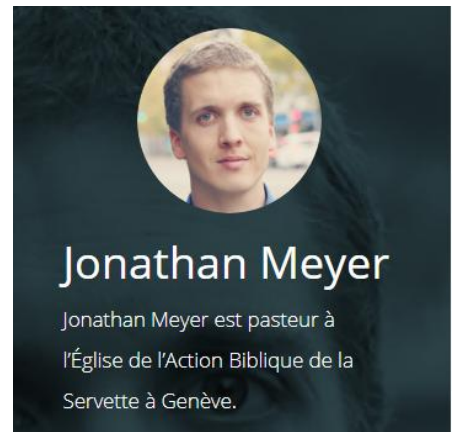 Jonathan Meyer
Jonathan Meyer est pasteur à
l’Église de l’Action Biblique de la
Servette à Genève.